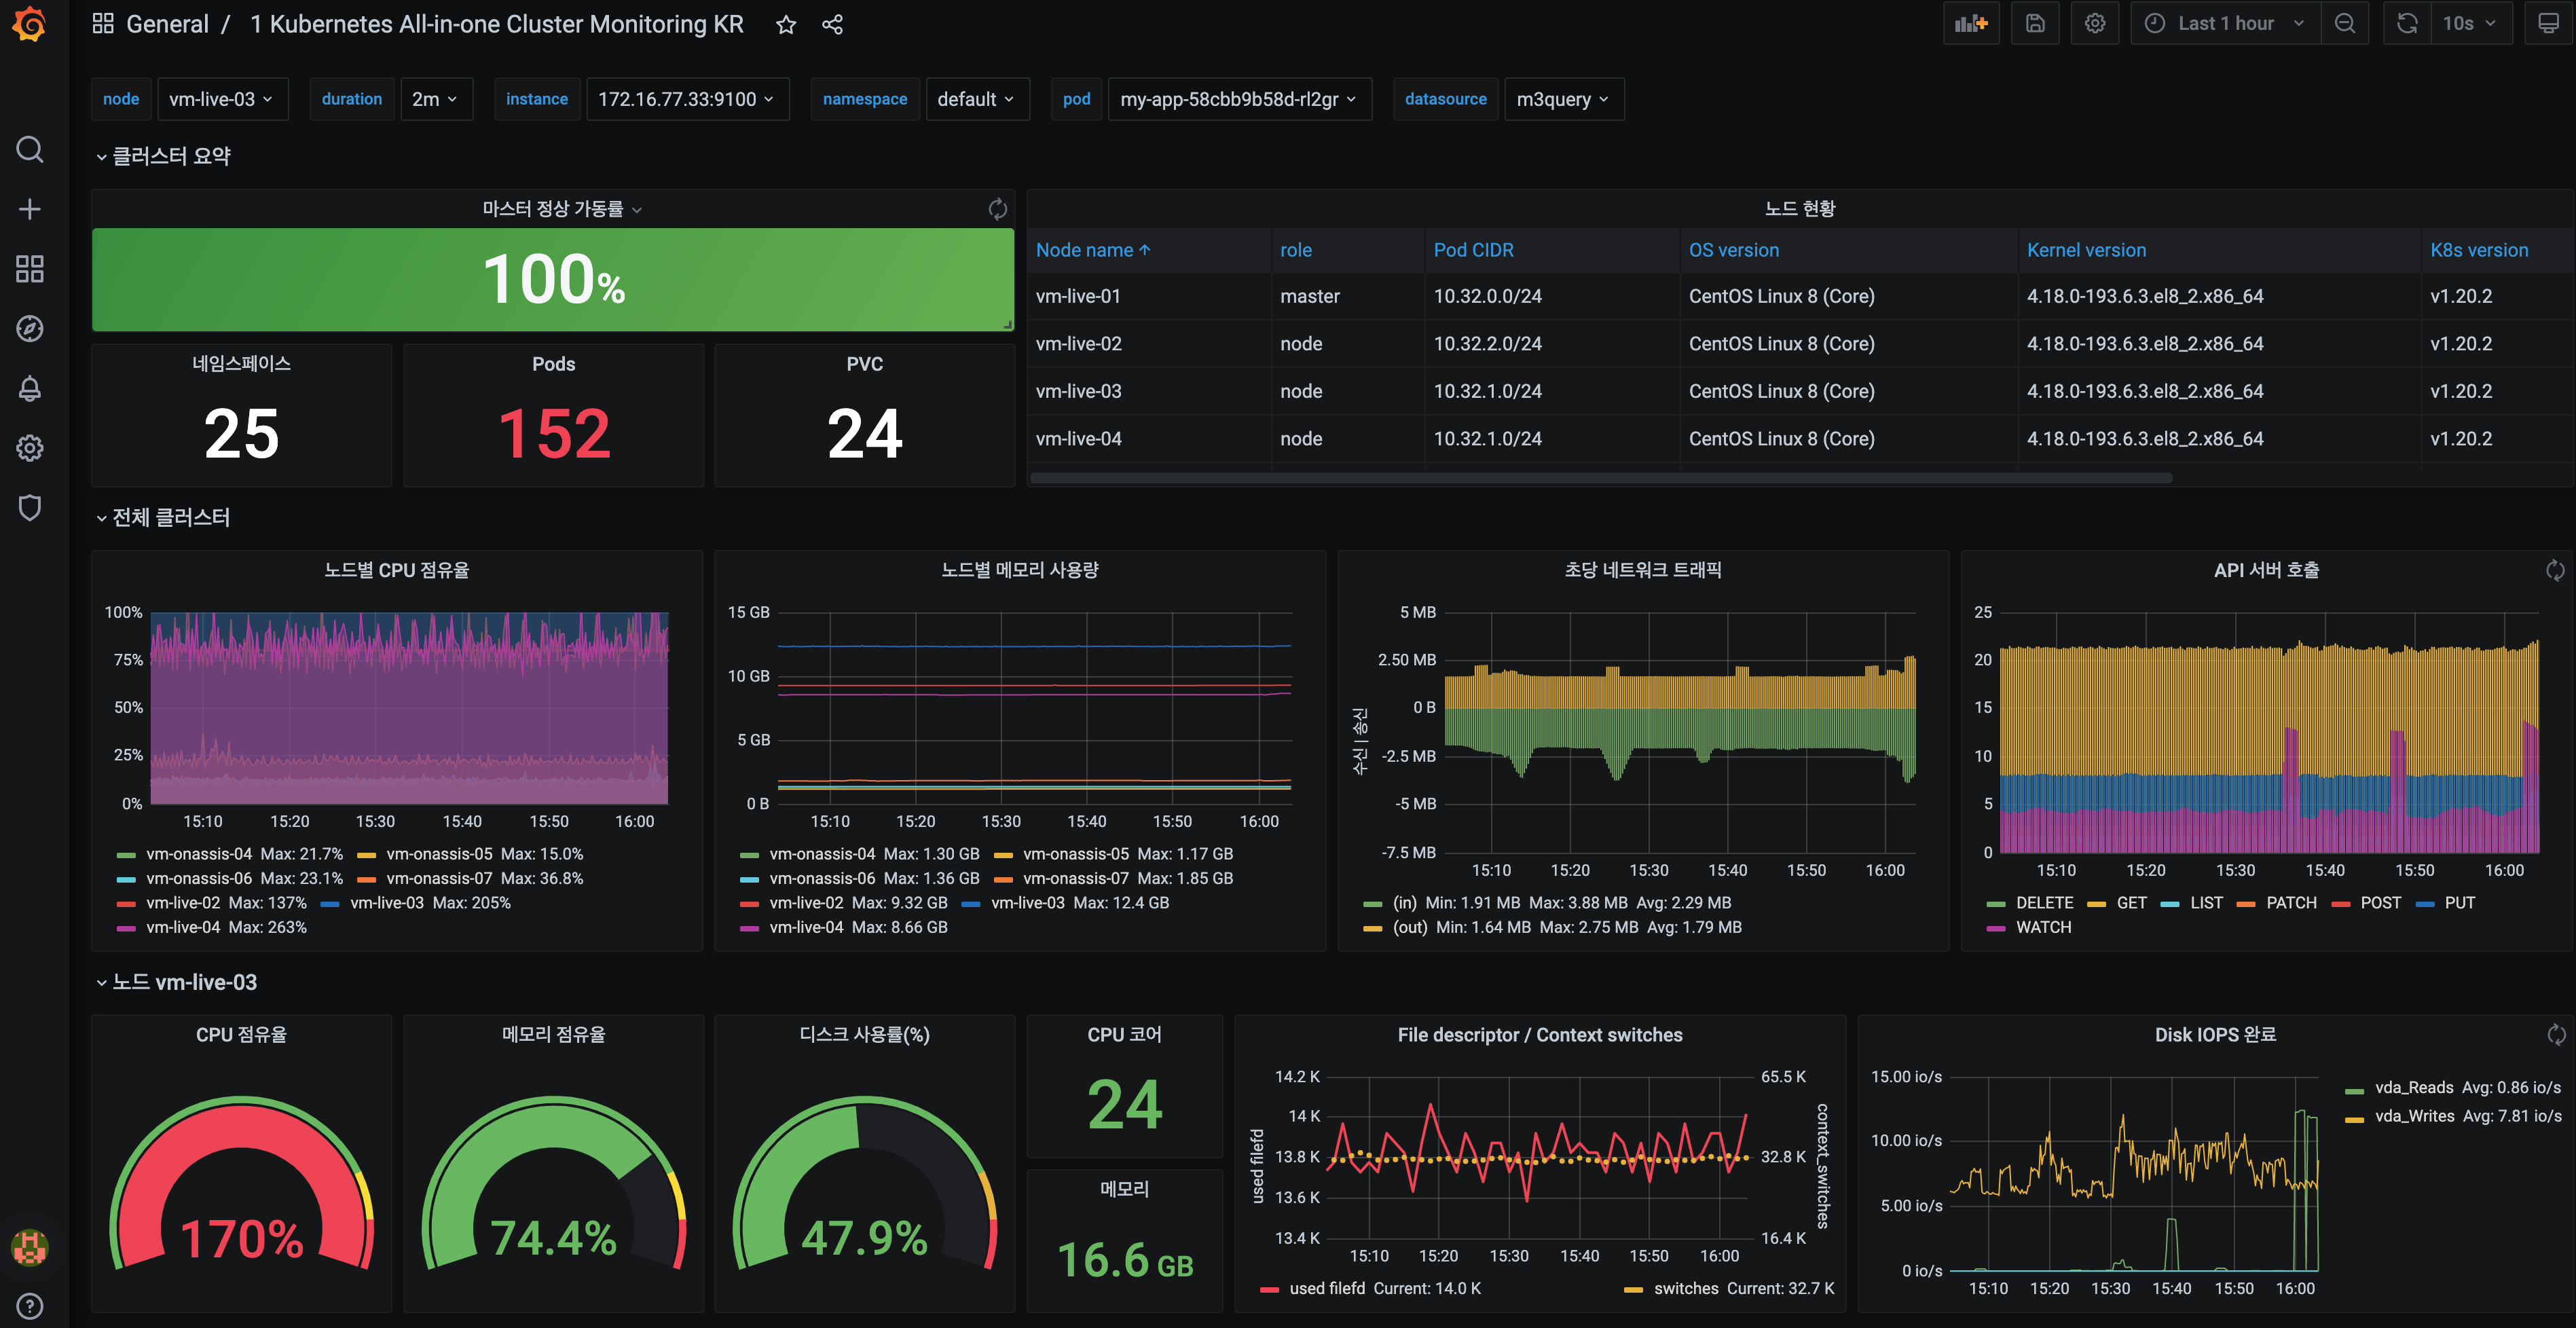 General / 1 Kubernetes All-in-one Cluster Monitoring KR
Last 1 hour 10s
node vm-live-03 duration 2m instance 172.16.77.33:9100 namespace default pod my-app-58cbb9b58d-rl2gr datasource m3query
클러스터 요약
마스터 정상 가동률
100%
네임스페이스
25
Pods
152
PVC
24
노드 현황
Node name role Pod CIDR OS version Kernel version K8s version
vm-live-01 master 10.32.0.0/24 CentOS Linux 8 (Core) 4.18.0-193.6.3.el8_2.x86_64 v1.20.2
vm-live-02 node 10.32.2.0/24 CentOS Linux 8 (Core) 4.18.0-193.6.3.el8_2.x86_64 v1.20.2
vm-live-03 node 10.32.1.0/24 CentOS Linux 8 (Core) 4.18.0-193.6.3.el8_2.x86_64 v1.20.2
vm-live-04 node 10.32.1.0/24 CentOS Linux 8 (Core) 4.18.0-193.6.3.el8_2.x86_64 v1.20.2
전체 클러스터
노드별 CPU 점유율
100%
75%
50%
25%
0%
15:10 15:20 15:30 15:40 15:50 16:00
vm-onassis-04 Max: 21.7% vm-onassis-05 Max: 15.0%
vm-onassis-06 Max: 23.1% vm-onassis-07 Max: 36.8%
vm-live-02 Max: 137% vm-live-03 Max: 205%
vm-live-04 Max: 263%
노드별 메모리 사용량
15 GB
10 GB
5 GB
0 B
15:10 15:20 15:30 15:40 15:50 16:00
vm-onassis-04 Max: 1.30 GB vm-onassis-05 Max: 1.17 GB
vm-onassis-06 Max: 1.36 GB vm-onassis-07 Max: 1.85 GB
vm-live-02 Max: 9.32 GB vm-live-03 Max: 12.4 GB
vm-live-04 Max: 8.66 GB
초당 네트워크 트래픽
수신 | 송신
5 MB
2.50 MB
0 B
-2.5 MB
-5 MB
-7.5 MB
15:10 15:20 15:30 15:40 15:50 16:00
(in) Min: 1.91 MB Max: 3.88 MB Avg: 2.29 MB
(out) Min: 1.64 MB Max: 2.75 MB Avg: 1.79 MB
API 서버 호출
25
20
15
10
5
0
15:10 15:20 15:30 15:40 15:50 16:00
DELETE GET LIST PATCH POST PUT
WATCH
노드 vm-live-03
CPU 점유율
170%
메모리 점유율
74.4%
디스크 사용률(%)
47.9%
CPU 코어
24
메모리
16.6 GB
File descriptor / Context switches
used filefd
14.2 K
14 K
13.8 K
13.6 K
13.4 K
65.5 K
32.8 K
16.4 K
context_switches
15:10 15:20 15:30 15:40 15:50 16:00
used filefd Current: 14.0 K switches Current: 32.7 K
Disk IOPS 완료
15.00 io/s
10.00 io/s
5.00 io/s
0 io/s
15:10 15:20 15:30 15:40 15:50 16:00
vda_Reads Avg: 0.86 io/s
vda_Writes Avg: 7.81 io/s